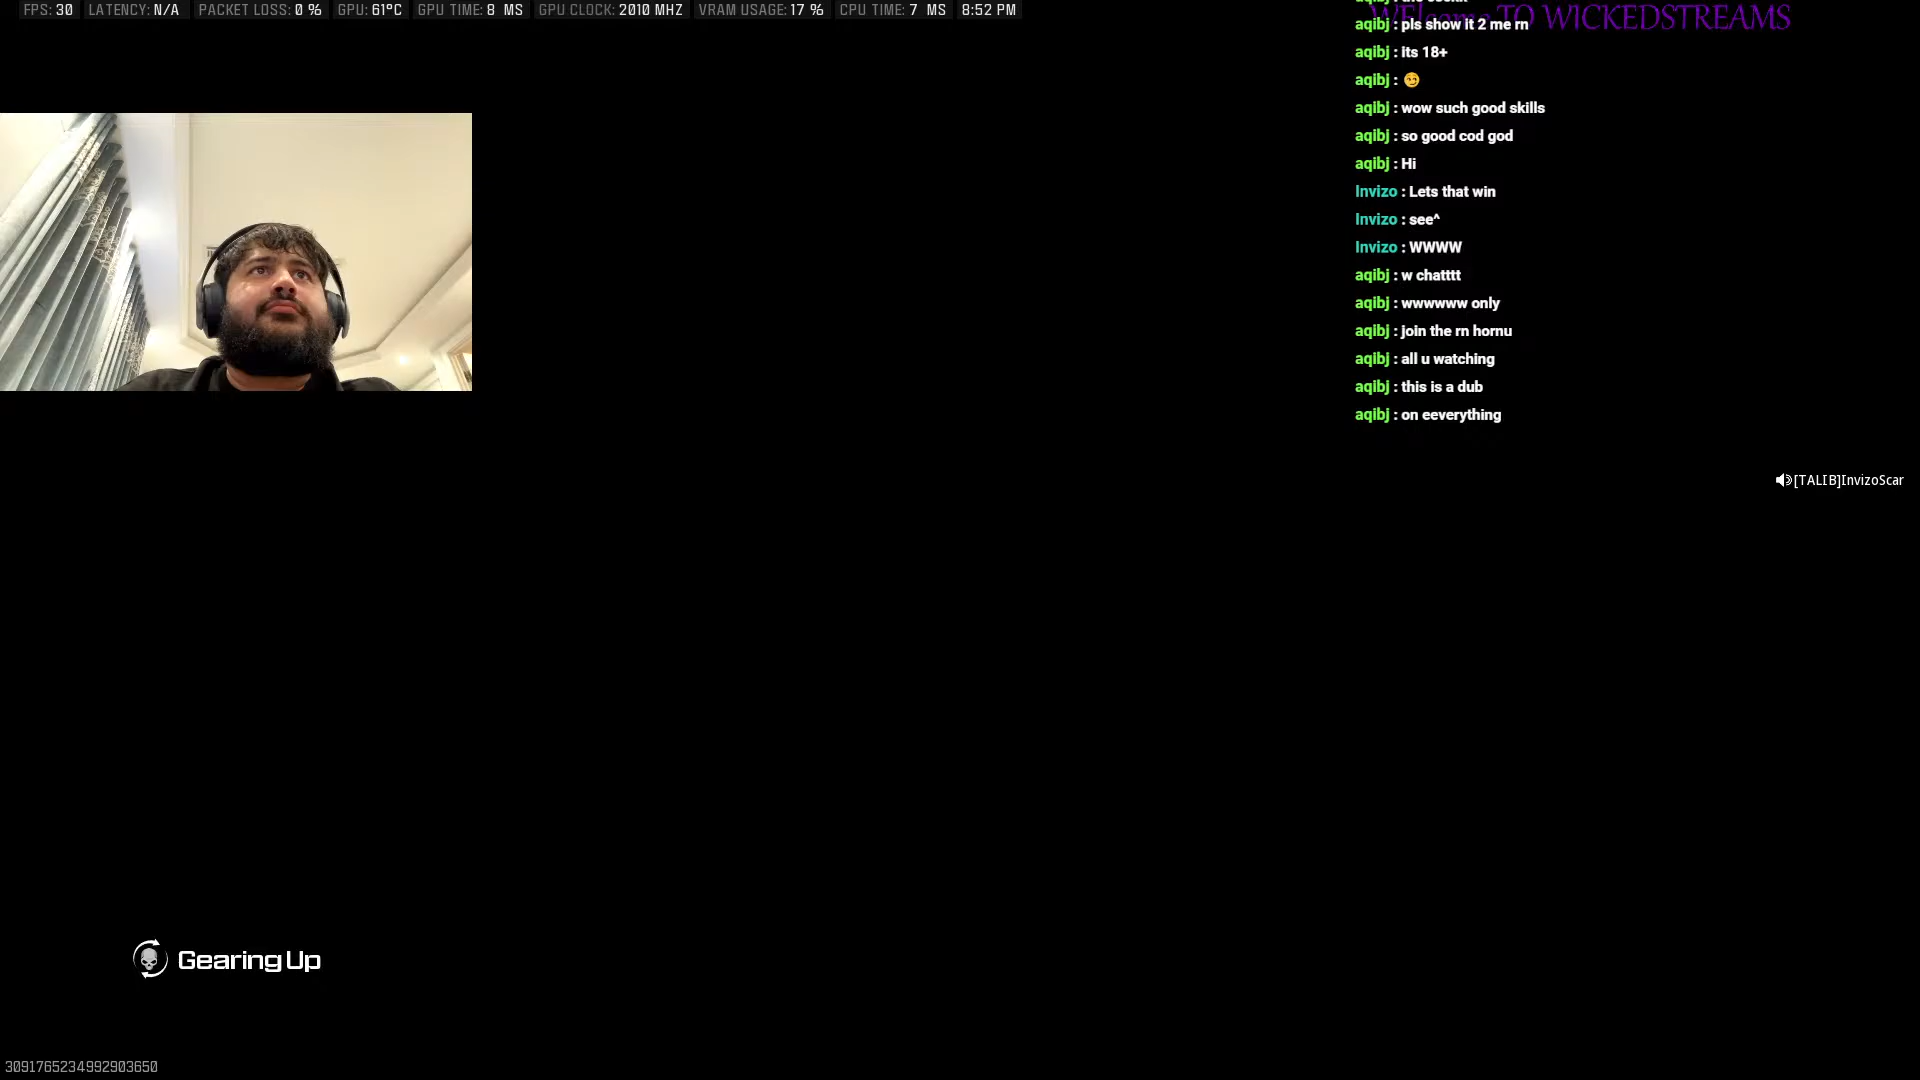 FPS: 30 LATENCY: N/A PACKET LOSS: 0 % GPU: 61°C GPU TIME: 8 MS GPU CLOCK: 2010 MHZ VRAM USAGE: 17 % CPU TIME: 7 MS 8:52 PM
WElcome TO WICKEDSTREAMS
aqibj : pls show it 2 me rn
aqibj : its 18+
aqibj : 😏
aqibj : wow such good skills
aqibj : so good cod god
aqibj : Hi
Invizo : Lets that win
Invizo : see^
Invizo : WWWW
aqibj : w chatttt
aqibj : wwwwww only
aqibj : join the rn hornu
aqibj : all u watching
aqibj : this is a dub
aqibj : on eeverything
[TALIB]InvizoScar
Gearing Up
3091765234992903650